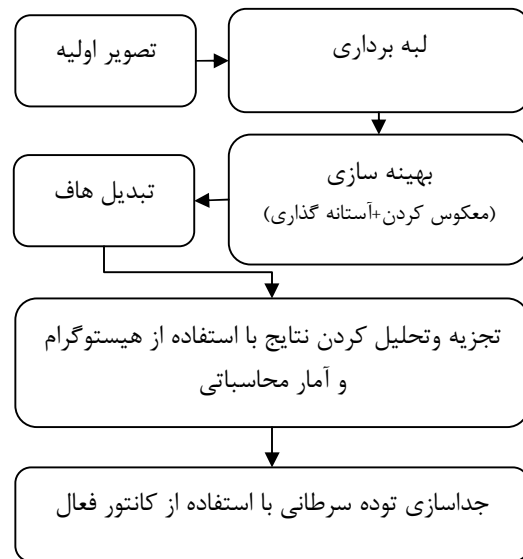 تصویر اولیه
لبه برداری
بهینه سازی
(معکوس کردن+آستانه گذاری)
تبدیل هاف
تجزیه وتحلیل کردن نتایج با استفاده از هیستوگرام
و آمار محاسباتی
جداسازی توده سرطانی با استفاده از کانتور فعال